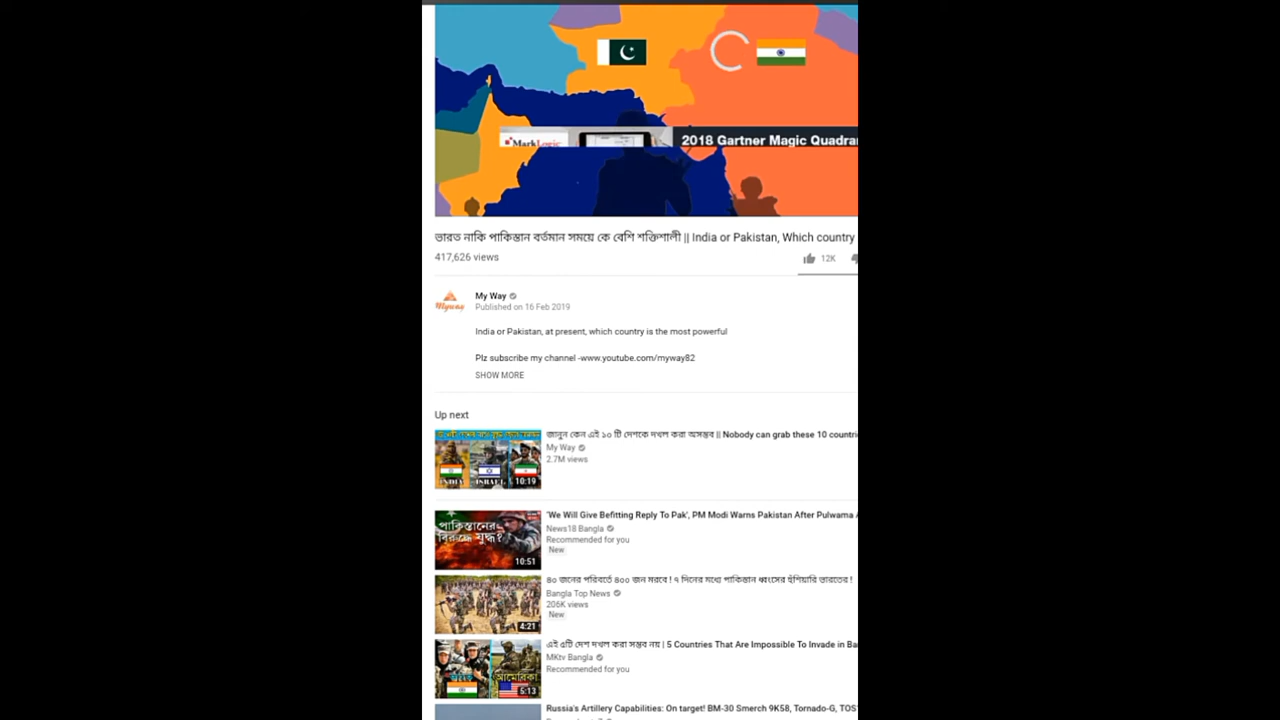 MarkLogic
2018 Gartner Magic Quadra
ভারত নাকি পাকিস্তান বর্তমান সময়ে কে বেশি শক্তিশালী || India or Pakistan, Which country
417,626 views
12K
My Way
Myway
Published on 16 Feb 2019
India or Pakistan, at present, which country is the most powerful
Plz subscribe my channel -www.youtube.com/myway82
SHOW MORE
Up next
জানুন কেন এই ১০ টি দেশকে দখল করা অসম্ভব || Nobody can grab these 10 countri
My Way
2.7M views
INDIA
ISRAEL
10:19
'We Will Give Befitting Reply To Pak', PM Modi Warns Pakistan After Pulwama A
News18 Bangla
Recommended for you
New
পাকিস্তানের
বিরুদ্ধে যুদ্ধ?
10:51
৪০ জনের পরিবর্তে ৪০০ জন মরবে ! ৭ দিনের মধ্যে পাকিস্তান ধ্বংসের হুঁশিয়ারি ভারতের !
Bangla Top News
206K views
New
4:21
এই ৫টি দেশ দখল করা সম্ভব নয় | 5 Countries That Are Impossible To Invade in Ba
MKtv Bangla
Recommended for you
আমেরিকা
5:13
Russia's Artillery Capabilities: On target! BM-30 Smerch 9K58, Tornado-G, TOS